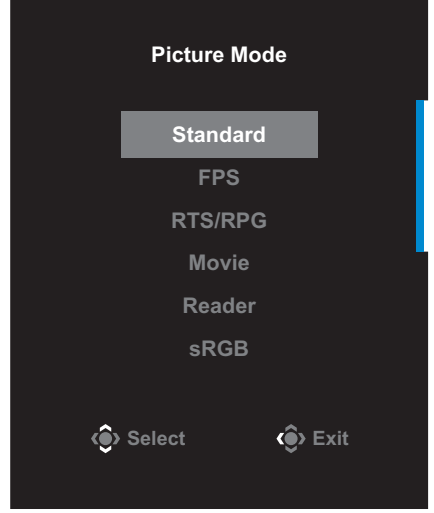 Picture Mode
Standard
FPS
RTS/RPG
Movie
Reader
sRGB
Select Exit